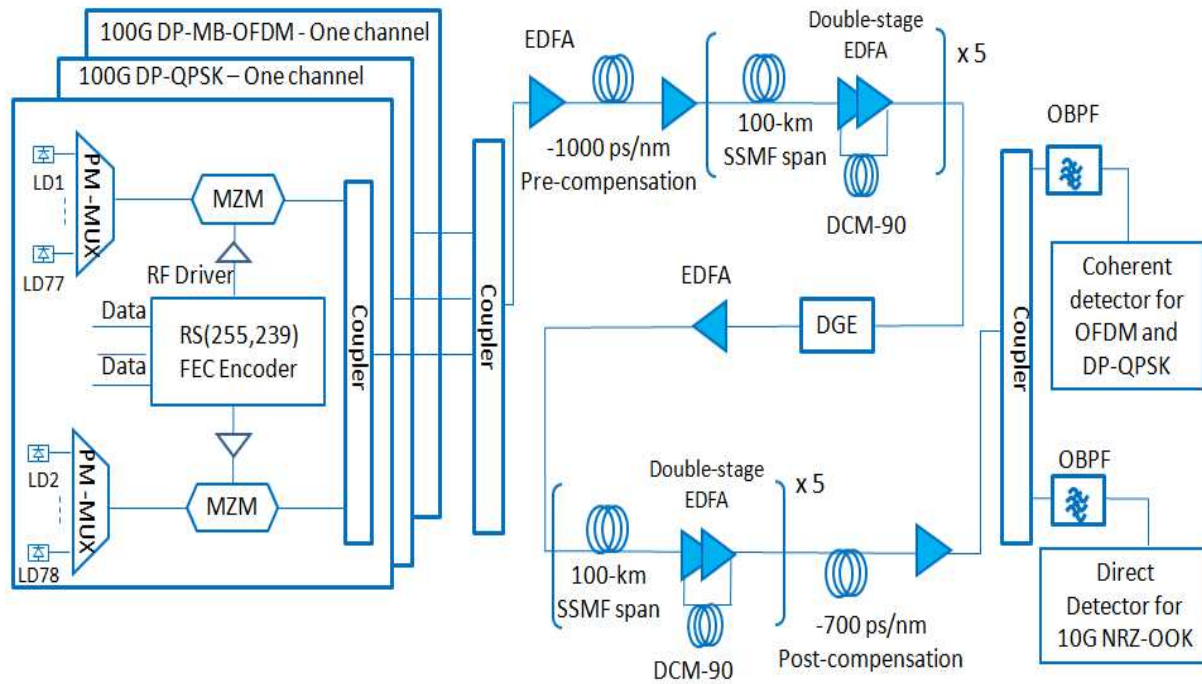 100G DP-MB-OFDM - One channel
100G DP-QPSK – One channel
LD1
LD77
PM -MUX
MZM
RF Driver
Data
Data
RS(255,239)
FEC Encoder
LD2
LD78
PM -MUX
MZM
Coupler
Coupler
EDFA
-1000 ps/nm
Pre-compensation
Double-stage
EDFA
x 5
100-km
SSMF span
DCM-90
EDFA
DGE
Double-stage
EDFA
x 5
100-km
SSMF span
DCM-90
-700 ps/nm
Post-compensation
Coupler
OBPF
Coherent
detector for
OFDM and
DP-QPSK
OBPF
Direct
Detector for
10G NRZ-OOK